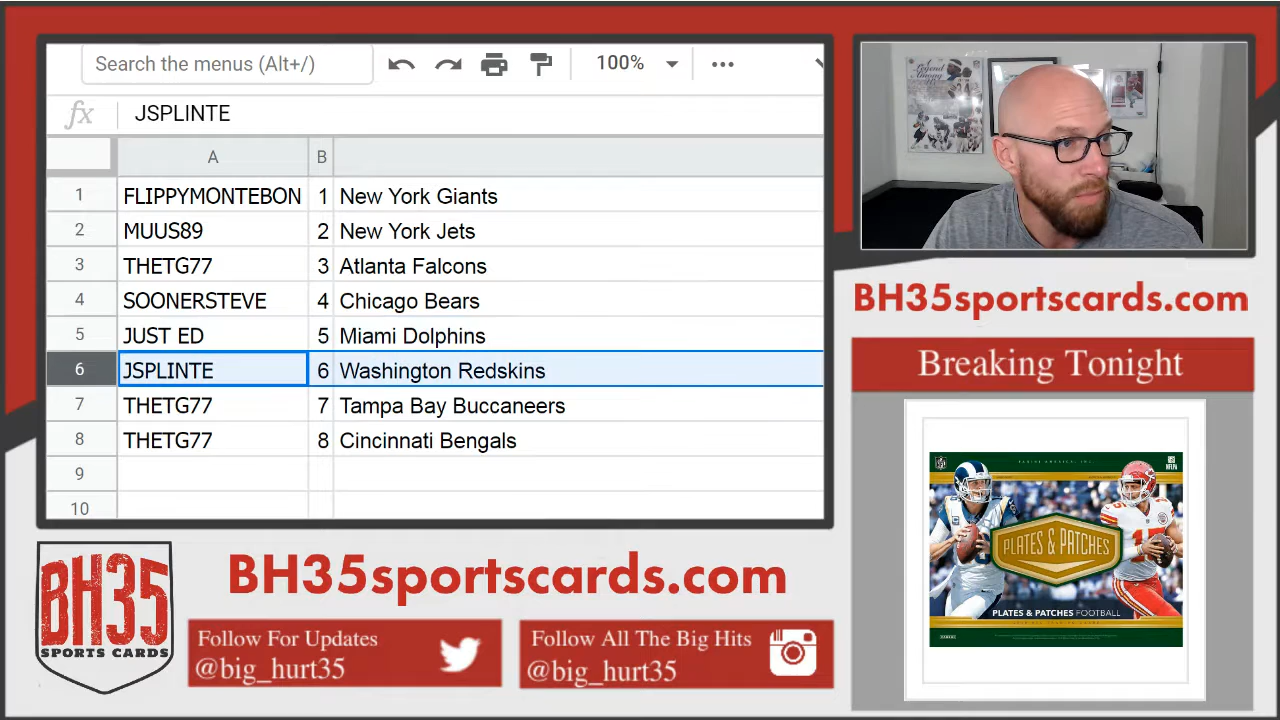 Search the menus (Alt+/)
100%
fx JSPLINTE
A B
1 FLIPPYMONTEBON 1 New York Giants
2 MUUS89 2 New York Jets
3 THETG77 3 Atlanta Falcons
4 SOONERSTEVE 4 Chicago Bears
5 JUST ED 5 Miami Dolphins
6 JSPLINTE 6 Washington Redskins
7 THETG77 7 Tampa Bay Buccaneers
8 THETG77 8 Cincinnati Bengals
9
10
BH35sportscards.com
Breaking Tonight
NFL
NFLPA
PLATES & PATCHES
PLATES & PATCHES FOOTBALL
BH35
SPORTS CARDS
BH35sportscards.com
Follow For Updates
@big_hurt35
Follow All The Big Hits
@big_hurt35